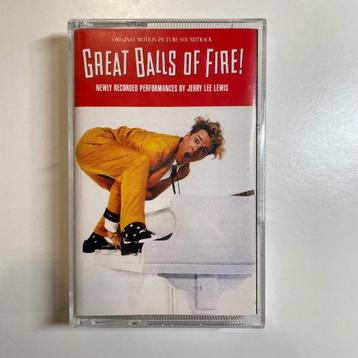 ORIGINAL MOTION PICTURE SOUNDTRACK
GREAT BALLS OF FIRE!
NEWLY RECORDED PERFORMANCES BY JERRY LEE LEWIS